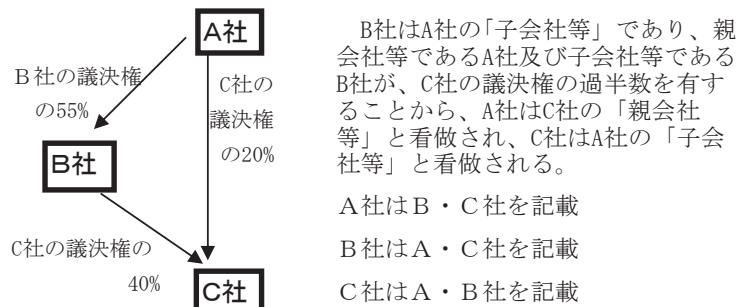 A社
B社の議決権
の55%
C社の
議決権
の20%
B社
C社の議決権の
40%
C社
B社はA社の「子会社等」であり、親
会社等であるA社及び子会社等である
B社が、C社の議決権の過半数を有す
ることから、A社はC社の「親会社
等」と看做され、C社はA社の「子会
社等」と看做される。
A社はB・C社を記載
B社はA・C社を記載
C社はA・B社を記載